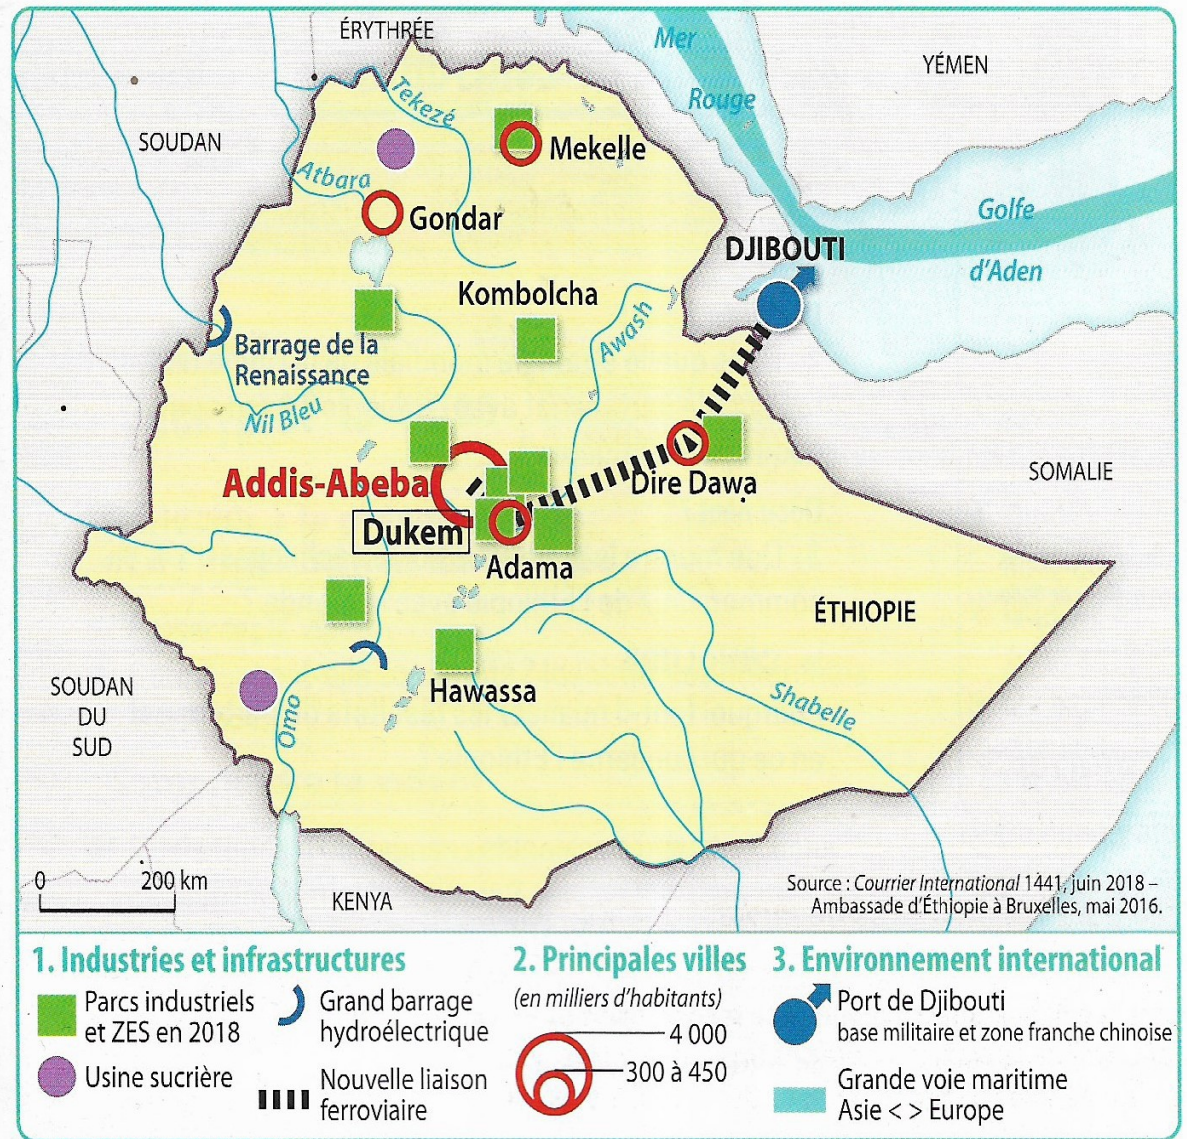 ÉRYTHRÉE
Mer
Rouge
YÉMEN
SOUDAN
Tekezé
Mekelle
Atbara
Gondar
Golfe
d'Aden
DJIBOUTI
Kombolcha
Awash
Barrage de la
Renaissance
Nil Bleu
Addis-Abeba
Dire Dawa
SOMALIE
Dukem
Adama
ÉTHIOPIE
Hawassa
SOUDAN
DU
SUD
Omo
Shabelle
0 200 km
KENYA
Source : Courrier International 1441, juin 2018 –
Ambassade d'Éthiopie à Bruxelles, mai 2016.
1. Industries et infrastructures
Parcs industriels
et ZES en 2018
Usine sucrière
Grand barrage
hydroélectrique
Nouvelle liaison
ferroviaire
2. Principales villes
(en milliers d'habitants)
4 000
300 à 450
3. Environnement international
Port de Djibouti
base militaire et zone franche chinoise
Grande voie maritime
Asie < > Europe